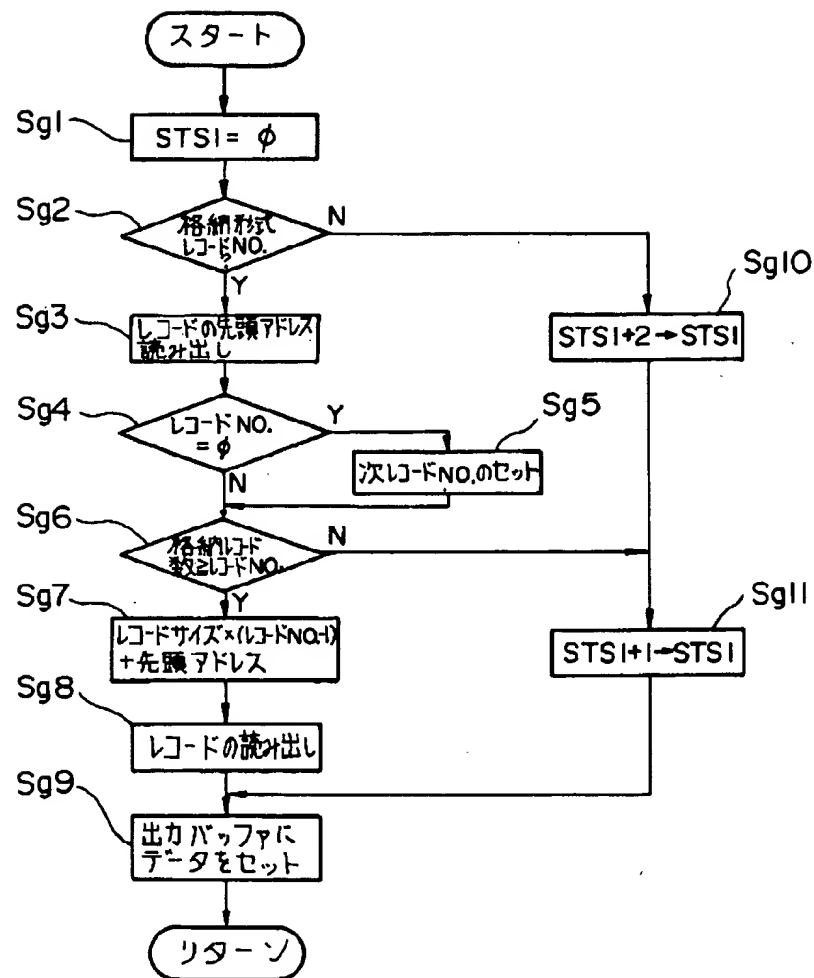 スタート
Sg1
STS1= φ
Sg2
格納形式
レコードNO.
?
N
Y
Sg3
レコードの先頭アドレス
読み出し
Sg10
STS1+2→STS1
Sg4
レコードNO.
= φ
Y
N
Sg5
次レコードNO.のセット
Sg6
格納レコード
数≧レコードNO.
N
Y
Sg7
レコードサイズ×(レコードNO.-1)
+先頭アドレス
Sg11
STS1+1→STS1
Sg8
レコードの読み出し
Sg9
出力バッファに
データをセット
リターン